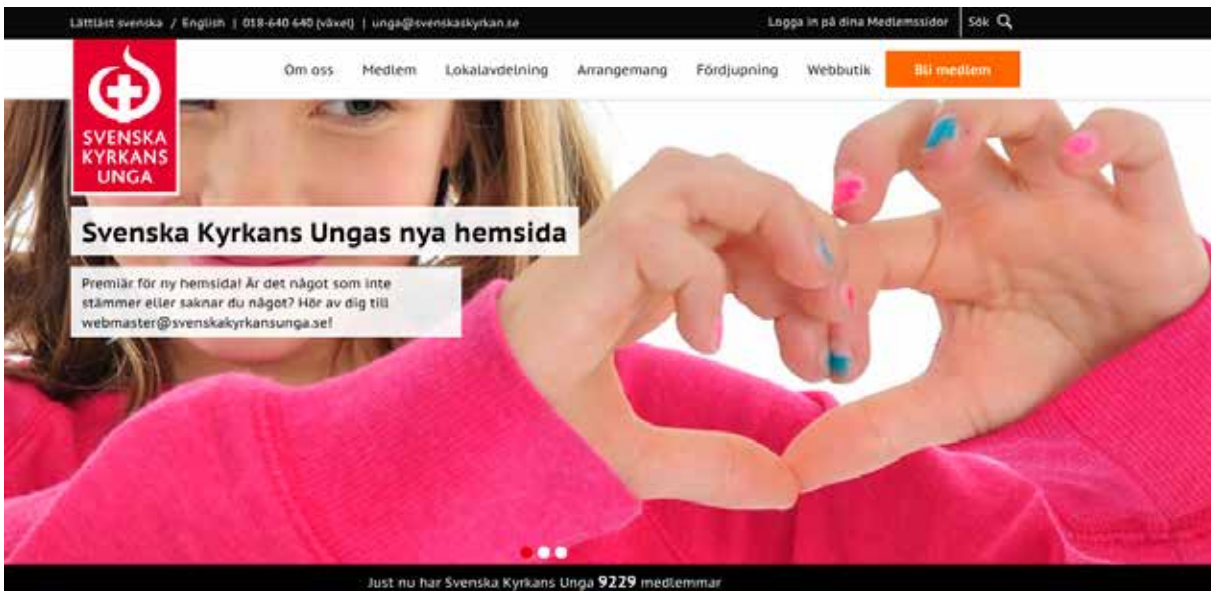 Lättläst svenska / English | 018-640 640 (växel) | unga@svenskakyrkan.se
Logga in på dina Medlemssidor
Sök
Om oss
Medlem
Lokalavdelning
Arrangemang
Fördjupning
Webbutik
Bli medlem
SVENSKA
KYRKANS
UNGA
Svenska Kyrkans Ungas nya hemsida
Premiär för ny hemsida! Är det något som inte
stämmer eller saknar du något? Hör av dig till
webmaster@svenskakyrkansunga.se!
Just nu har Svenska Kyrkans Unga 9229 medlemmar